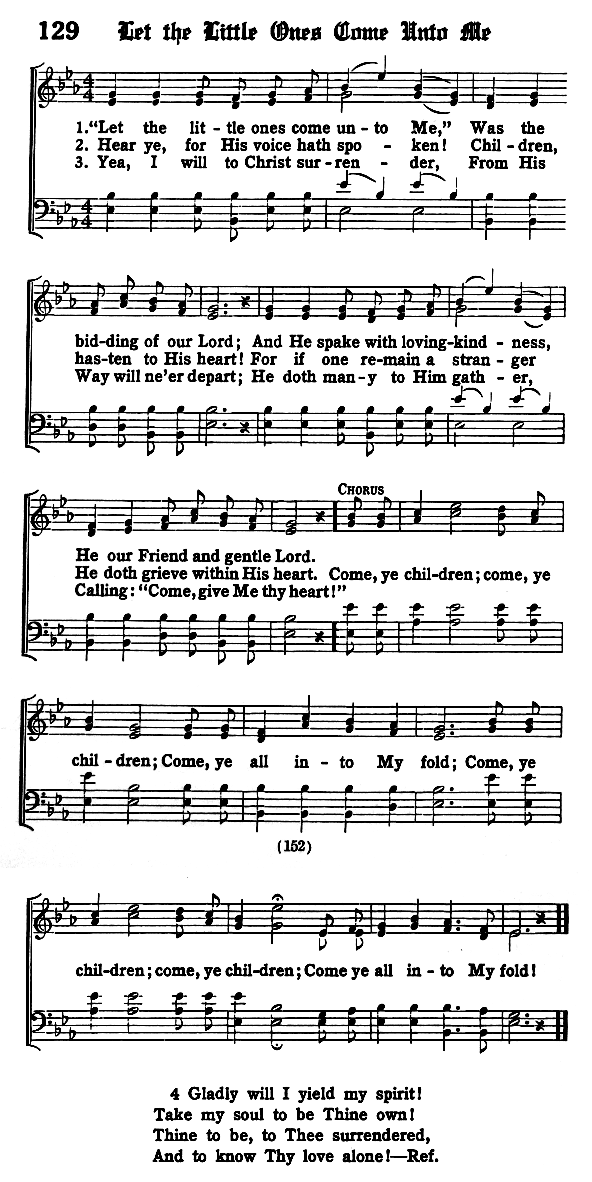 129 Let the Little Ones Come Unto Me
1. “Let the lit - tle ones come un - to Me,” Was the
2. Hear ye, for His voice hath spo - ken! Chil - dren,
3. Yea, I will to Christ sur - ren - der, From His
bid-ding of our Lord; And He spake with loving-kind - ness,
has-ten to His heart! For if one re-main a stran - ger
Way will ne'er depart; He doth man-y to Him gath - er,
CHORUS
He our Friend and gentle Lord.
He doth grieve within His heart. Come, ye chil-dren; come, ye
Calling: “Come, give Me thy heart!”
chil - dren; Come, ye all in - to My fold; Come, ye
(152)
chil-dren; come, ye chil-dren; Come ye all in - to My fold!
4 Gladly will I yield my spirit!
Take my soul to be Thine own!
Thine to be, to Thee surrendered,
And to know Thy love alone!—Ref.